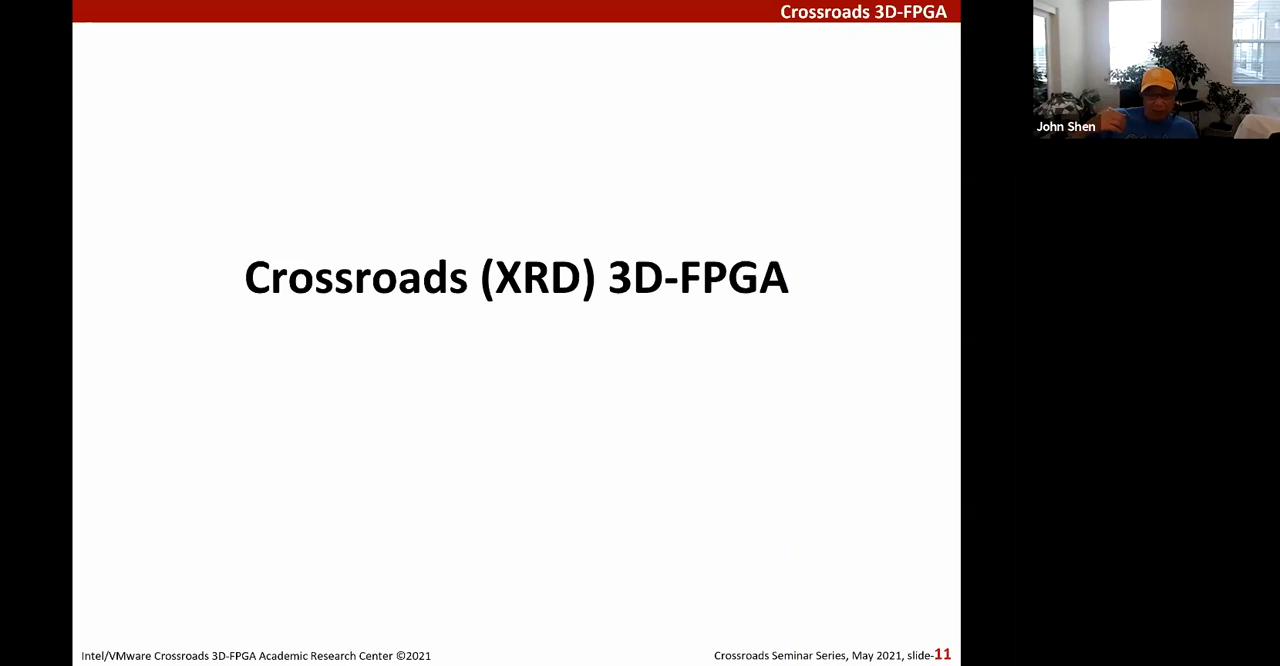 Crossroads 3D-FPGA
John Shen
Crossroads (XRD) 3D-FPGA
Intel/VMware Crossroads 3D-FPGA Academic Research Center ©2021
Crossroads Seminar Series, May 2021, slide-11